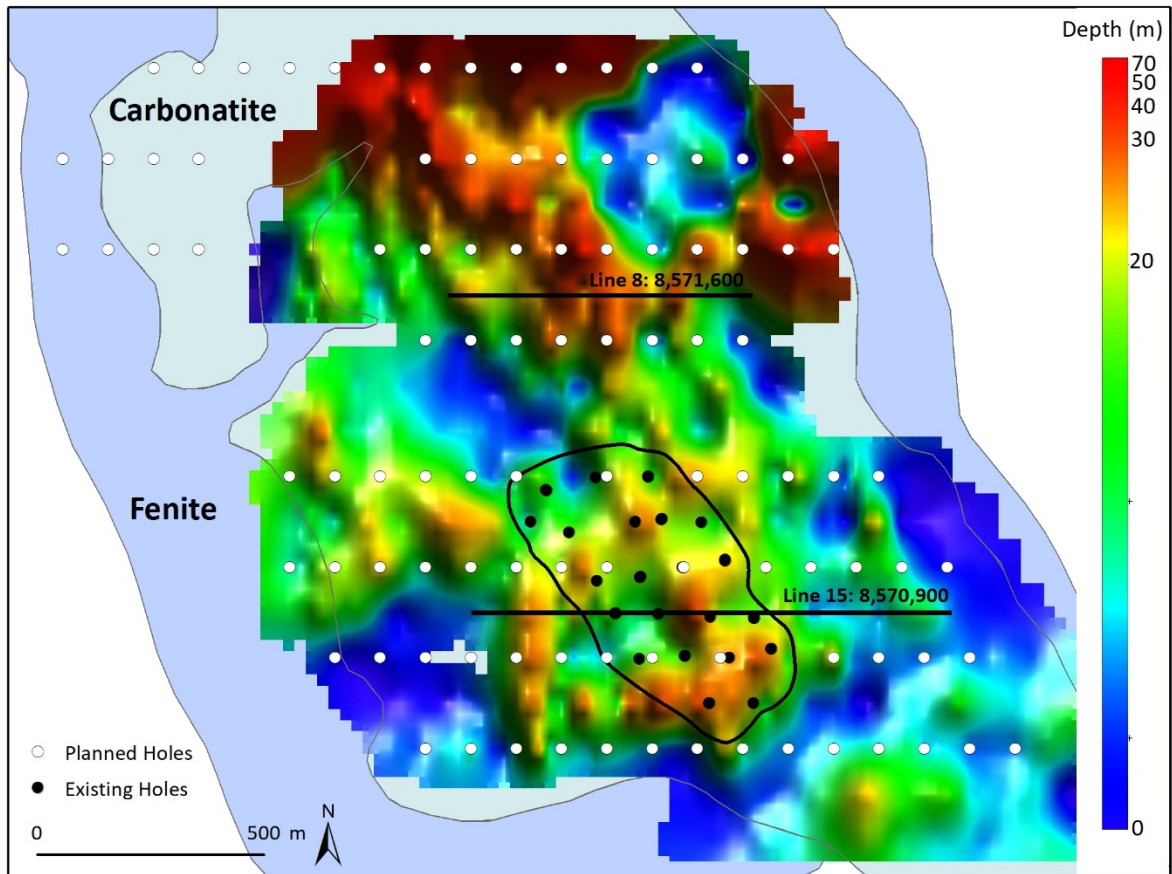 Depth (m)
70
50
40
30
20
0
Carbonatite
Line 8: 8,571,600
Fenite
Line 15: 8,570,900
Planned Holes
Existing Holes
0 500 m
N